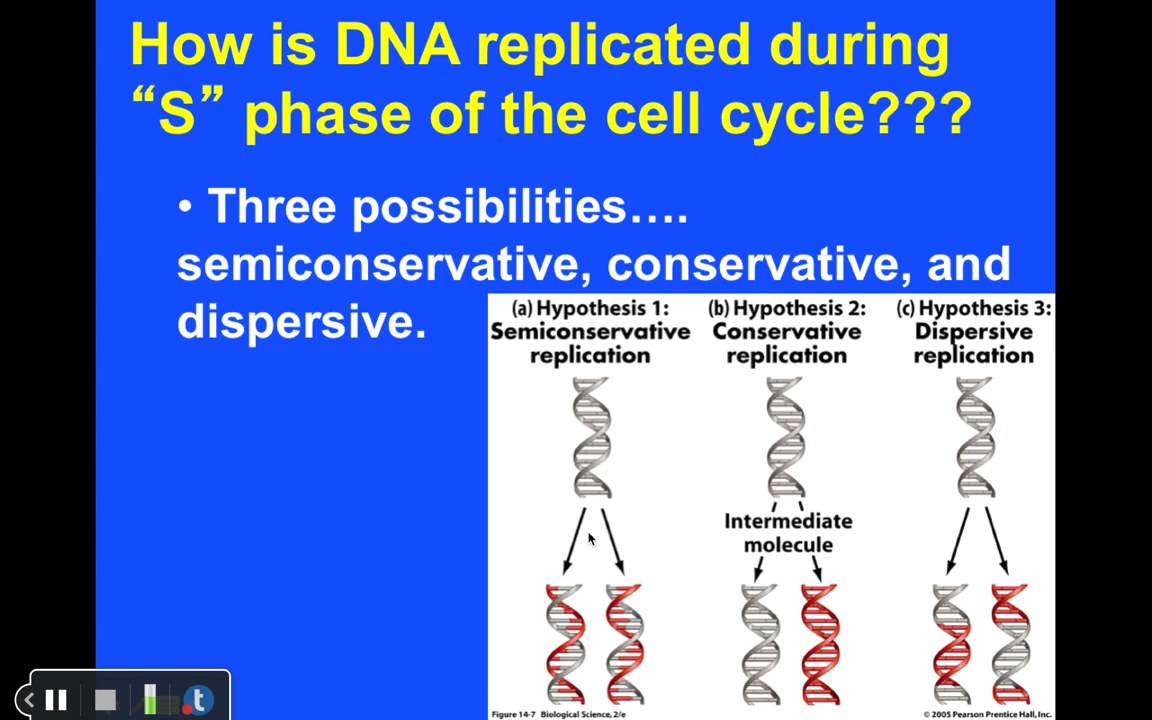 How is DNA replicated during
“S” phase of the cell cycle???
• Three possibilities….
semiconservative, conservative, and
dispersive.
(a) Hypothesis 1:
Semiconservative
replication
(b) Hypothesis 2:
Conservative
replication
(c) Hypothesis 3:
Dispersive
replication
Intermediate
molecule
Figure 14-7 Biological Science, 2/e
© 2005 Pearson Prentice Hall, Inc.
t